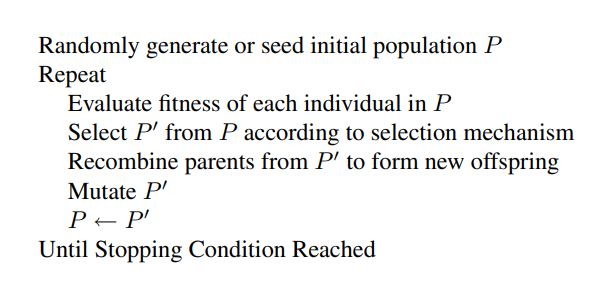 Randomly generate or seed initial population P
Repeat
Evaluate fitness of each individual in P
Select P′ from P according to selection mechanism
Recombine parents from P′ to form new offspring
Mutate P′
P ← P′
Until Stopping Condition Reached